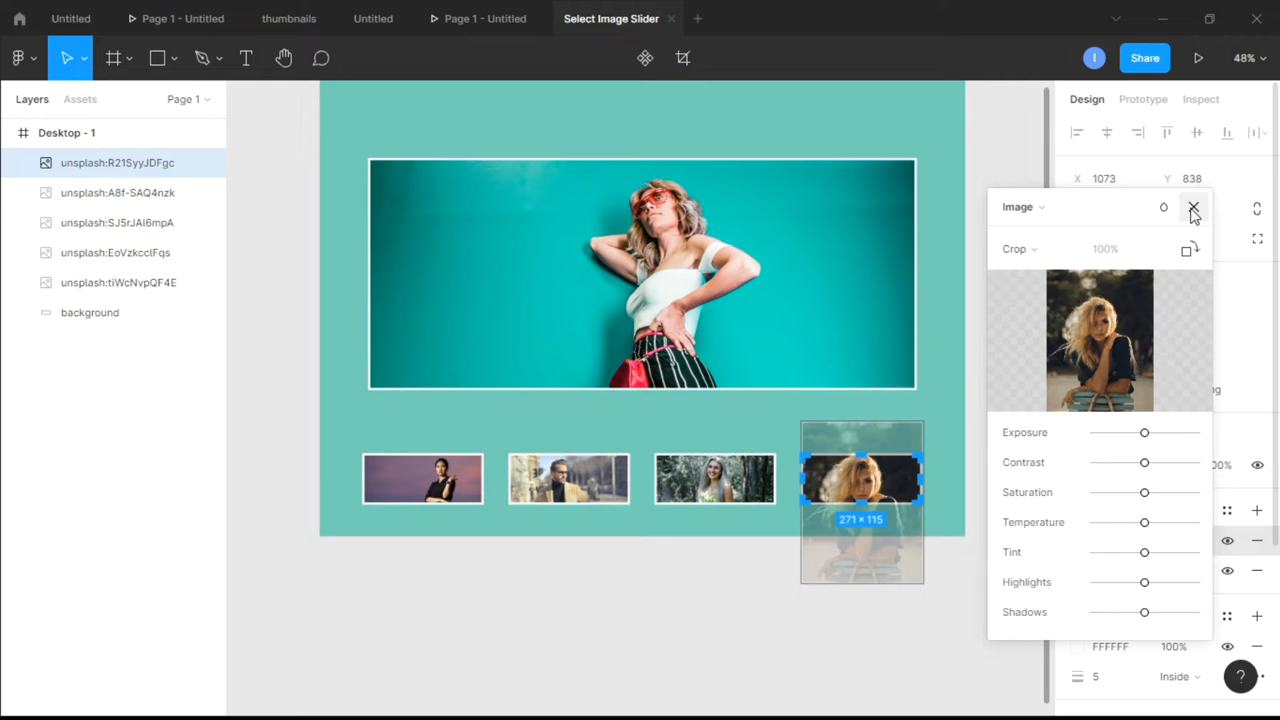 Untitled
Page 1 - Untitled
thumbnails
Untitled
Page 1 - Untitled
Select Image Slider
I
Share
48%
Layers
Assets
Page 1
Design
Prototype
Inspect
Desktop - 1
unsplash:R21SyyJDFgc
unsplash:A8f-SAQ4nzk
unsplash:SJ5rJAl6mpA
unsplash:EoVzkcclFqs
unsplash:tiWcNvpQF4E
background
X 1073
Y 838
Image
Crop
100%
Exposure
Contrast
Saturation
Temperature
Tint
Highlights
Shadows
271 × 115
FFFFFF
100%
5
Inside
?